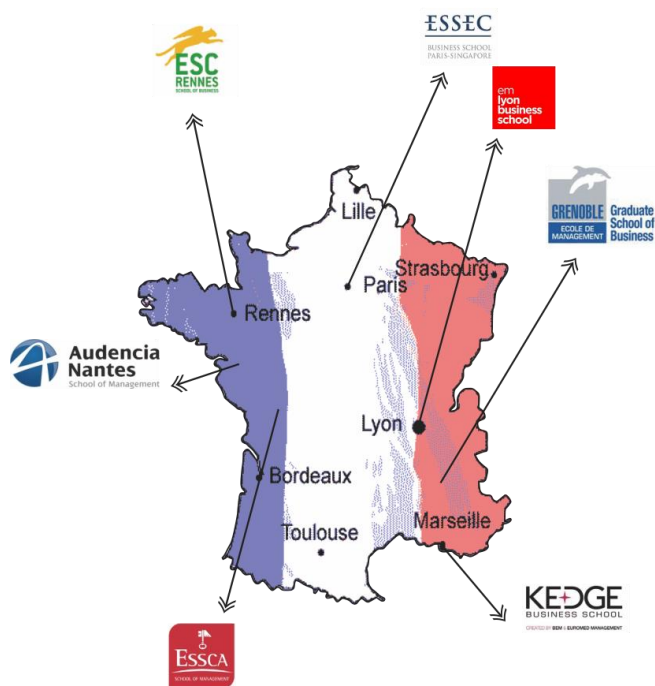 ESSEC
BUSINESS SCHOOL
PARIS-SINGAPORE
ESC
RENNES
SCHOOL OF BUSINESS
em
lyon
business
school
GRENOBLE
ECOLE DE
MANAGEMENT
Graduate
School of
Business
Lille
Strasbourg
Paris
Rennes
Audencia
Nantes
School of Management
Lyon
Bordeaux
Marseille
Toulouse
KEDGE
BUSINESS SCHOOL
CREATED BY BEM & EUROMED MANAGEMENT
ESSCA
SCHOOL OF MANAGEMENT